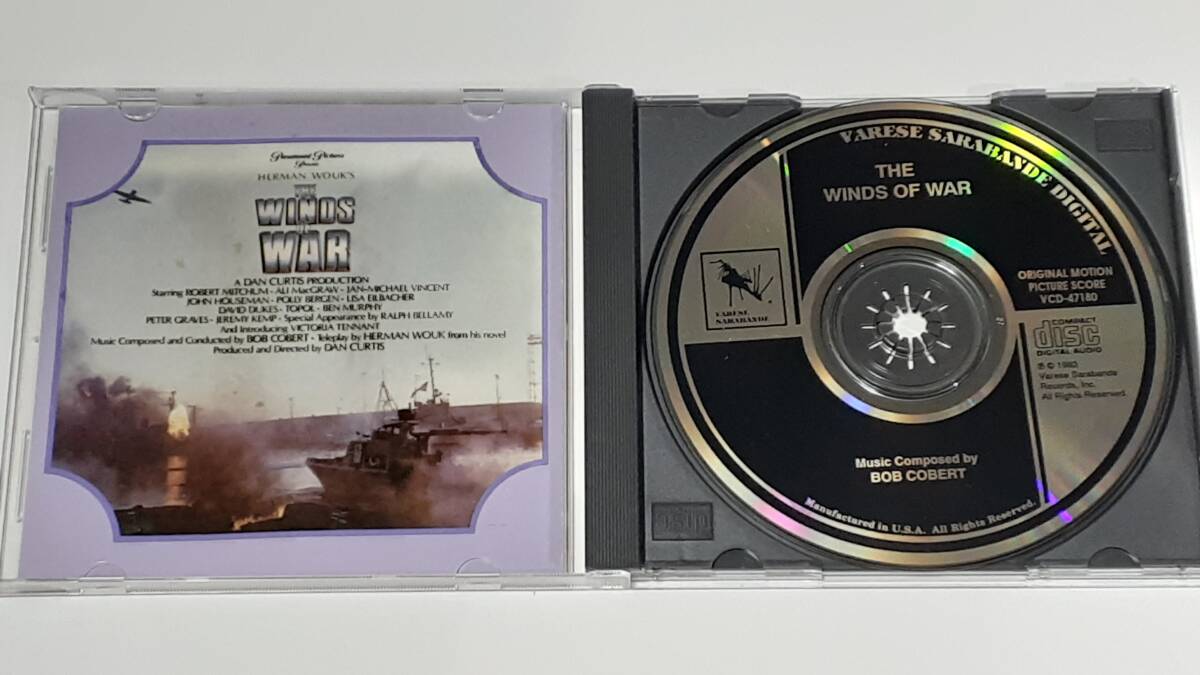 Paramount Pictures
Presents
HERMAN WOUK'S
THE
WINDS
OF
WAR
A DAN CURTIS PRODUCTION
Starring ROBERT MITCHUM - ALI MacGRAW - JAN-MICHAEL VINCENT
JOHN HOUSEMAN - POLLY BERGEN - LISA EILBACHER
DAVID DUKES - TOPOL - BEN MURPHY
PETER GRAVES - JEREMY KEMP - Special Appearance by RALPH BELLAMY
And Introducing VICTORIA TENNANT
Music Composed and Conducted by BOB COBERT - Teleplay by HERMAN WOUK from his novel
Produced and Directed by DAN CURTIS
VARESE SARABANDE DIGITAL
THE
WINDS OF WAR
VARESE
SARABANDE
ORIGINAL MOTION
PICTURE SCORE
VCD-47180
COMPACT
disc
DIGITAL AUDIO
℗ © 1983
Varese Sarabande
Records, Inc.
All Rights Reserved.
Music Composed by
BOB COBERT
Manufactured in U.S.A. All Rights Reserved.